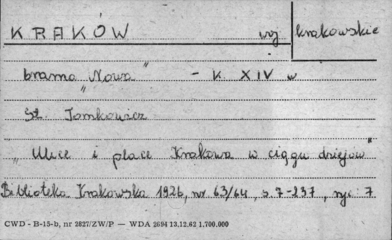 KRAKÓW woj krakowskie
brama "Nowa" - K XIV w
St. Tomkowicz
"Ulice i place Krakowa w ciągu dziejów"
Biblioteka Krakowska 1926, nr 63/64, s. 7-237, ryc 7
CWD - B-15-b, nr 2827/ZW/P — WDA 2694 13.12.62 1.700.000